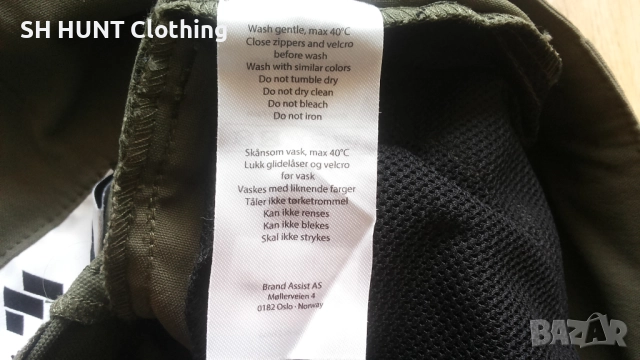 SH HUNT Clothing
Wash gentle, max 40°C
Close zippers and velcro
before wash
Wash with similar colors
Do not tumble dry
Do not dry clean
Do not bleach
Do not iron
Skånsom vask, max 40°C
Lukk glidelåser og velcro
før vask
Vaskes med liknende farger
Tåler ikke tørketrommel
Kan ikke renses
Kan ikke blekes
Skal ikke strykes
Brand Assist AS
Møllerveien 4
0182 Oslo - Norway
BAZAR